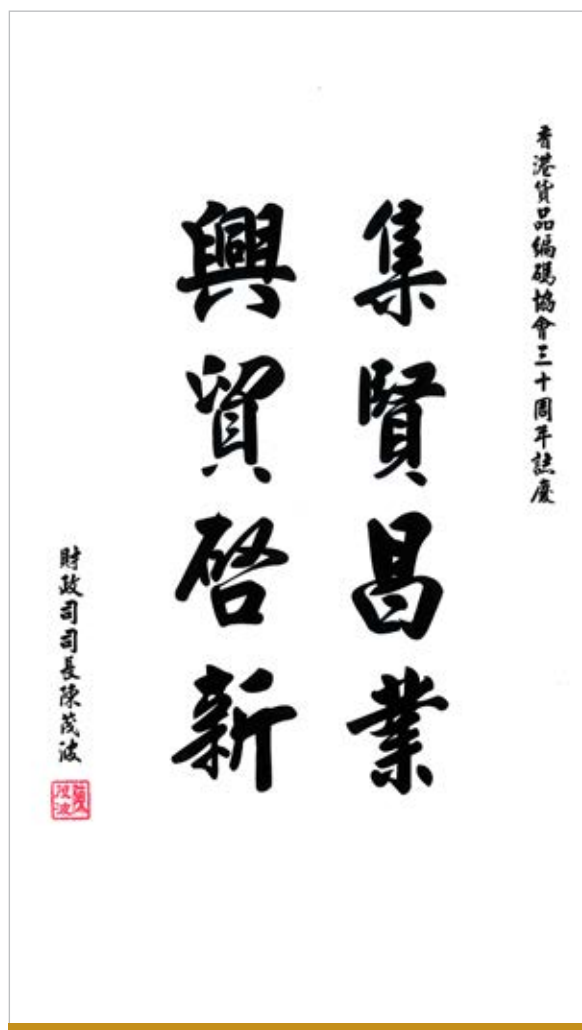 香港貨品編碼協會三十周年誌慶
集賢昌業
興貿啓新
財政司司長陳茂波